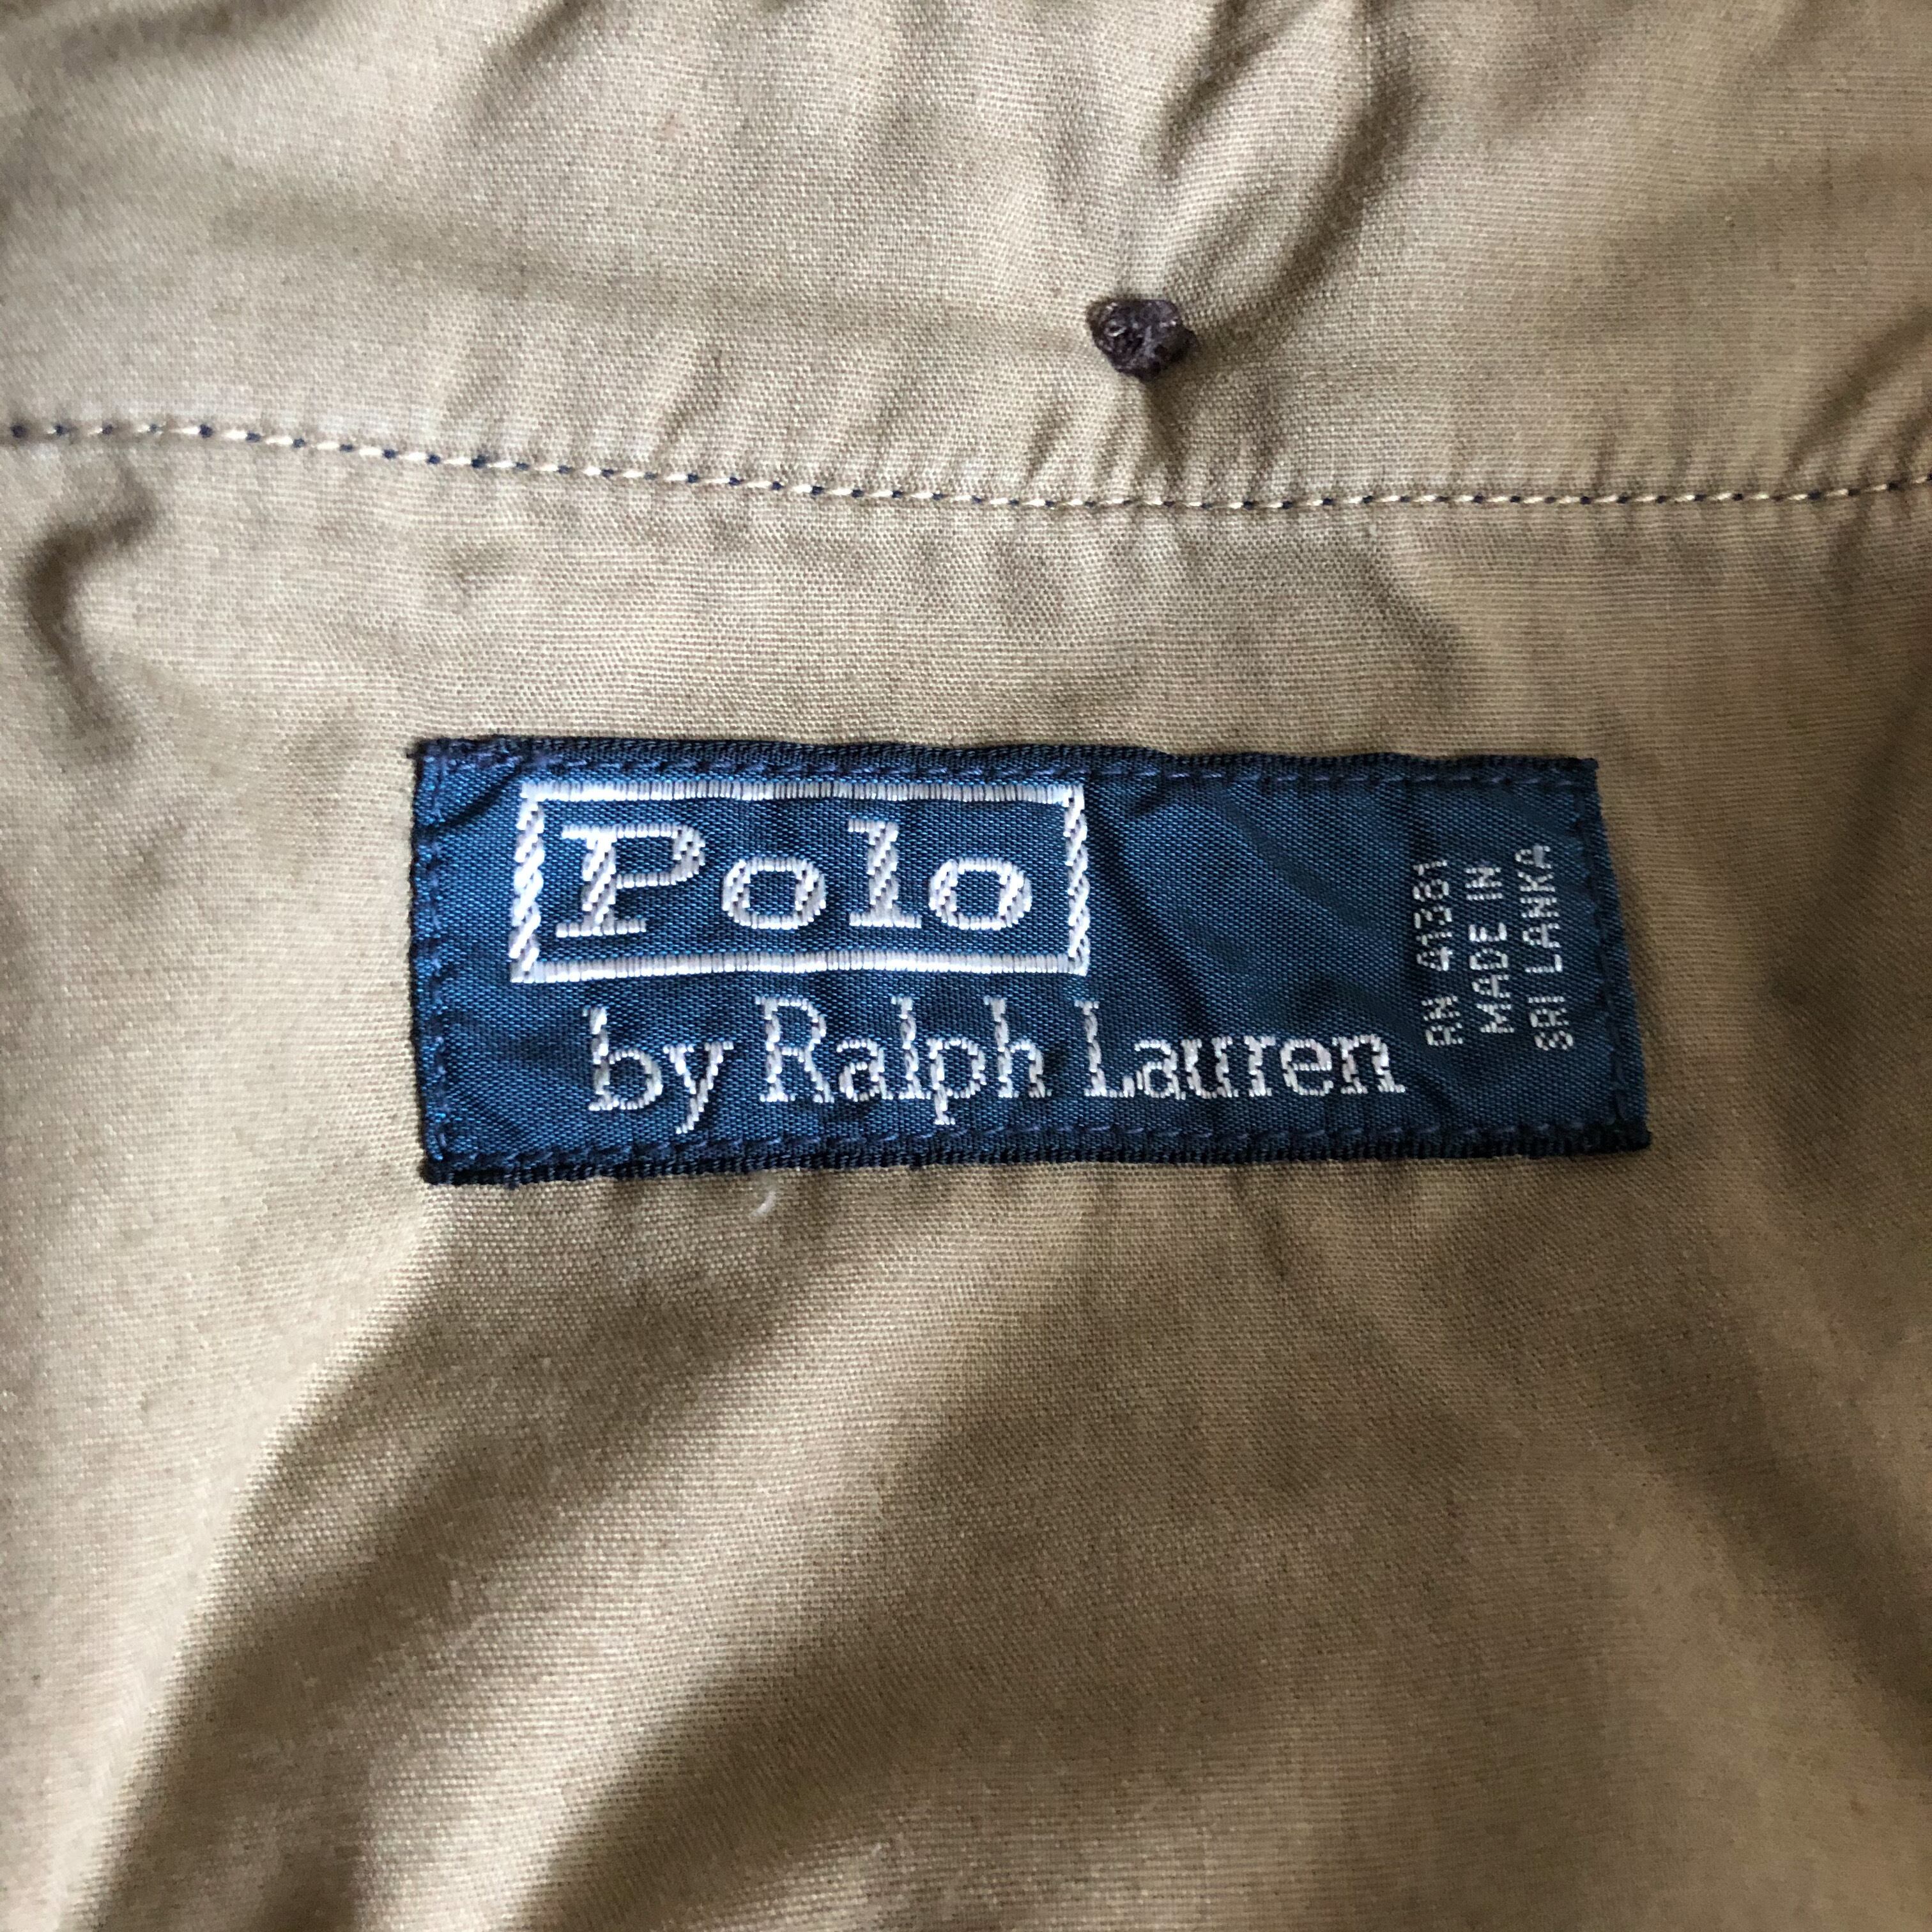 Polo
by Ralph Lauren
RN 41381
MADE IN
SRI LANKA